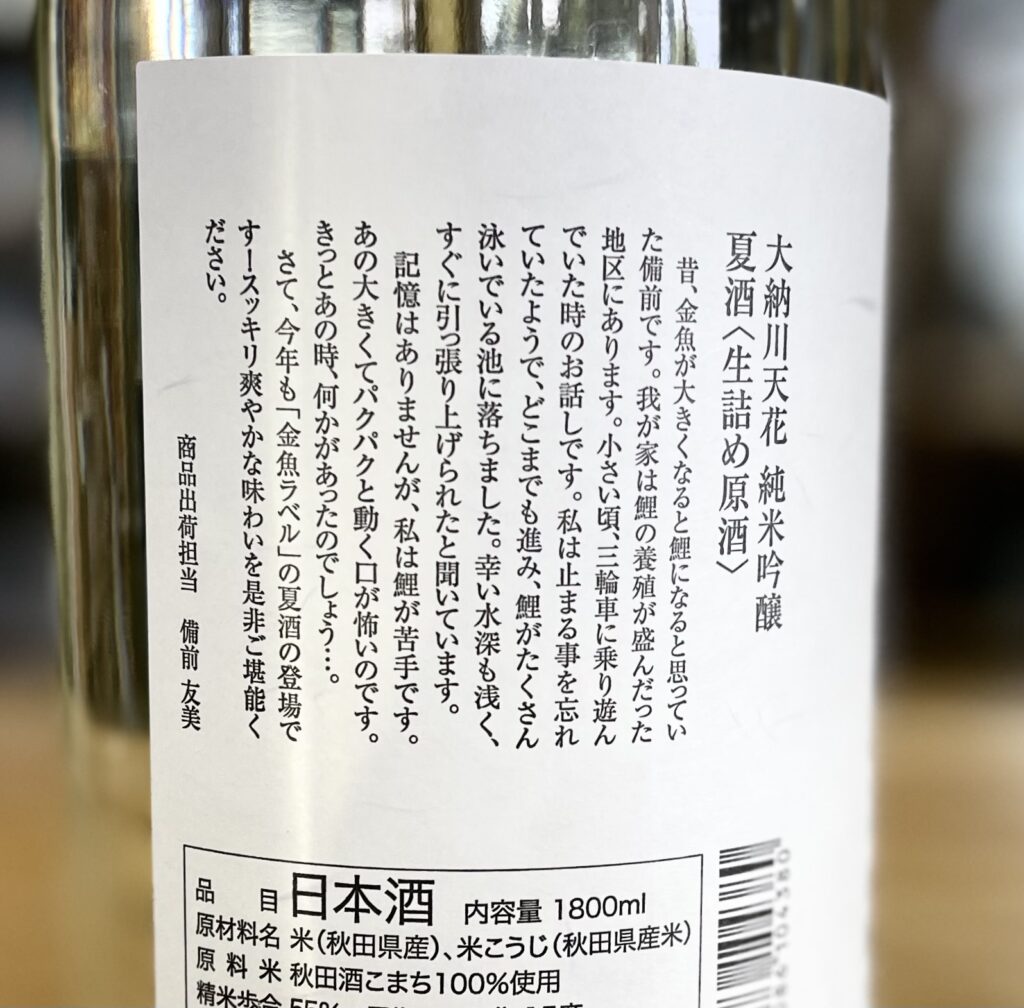 大納川天花 純米吟醸
夏酒〈生詰め原酒〉
昔、金魚が大きくなると鯉になると思ってい
た備前です。我が家は鯉の養殖が盛んだった
地区にあります。小さい頃、三輪車に乗り遊ん
でいた時のお話しです。私は止まる事を忘れ
ていたようで、どこまでも進み、鯉がたくさん
泳いでいる池に落ちました。幸い水深も浅く、
すぐに引っ張り上げられたと聞いています。
記憶はありませんが、私は鯉が苦手です。
あの大きくてパクパクと動く口が怖いのです。
きっとあの時、何かがあったのでしょう…。
さて、今年も「金魚ラベル」の夏酒の登場で
すースッキリ爽やかな味わいを是非ご堪能く
ださい。
商品出荷担当 備前 友美
品目 日本酒 内容量 1800ml
原材料名 米(秋田県産)、米こうじ(秋田県産米)
原料米 秋田酒こまち100%使用
精米歩合 55%